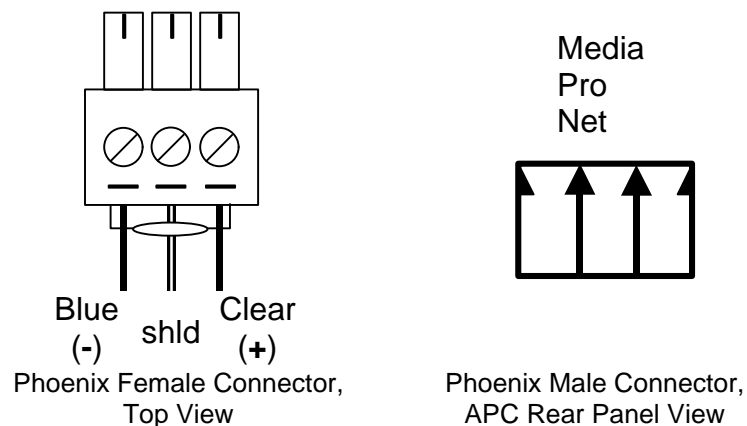 Media
Pro
Net
Blue
(-)
shld
Clear
(+)
Phoenix Female Connector,
Top View
Phoenix Male Connector,
APC Rear Panel View